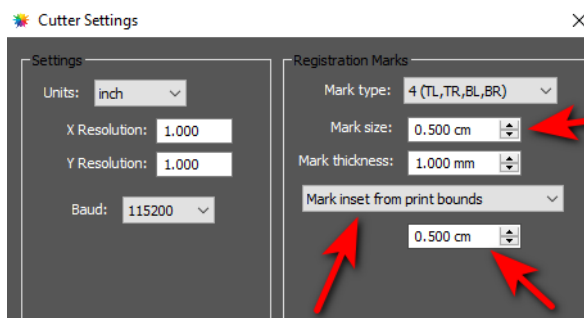 Cutter Settings
Settings
Units: inch
X Resolution: 1.000
Y Resolution: 1.000
Baud: 115200
Registration Marks
Mark type: 4 (TL,TR,BL,BR)
Mark size: 0.500 cm
Mark thickness: 1.000 mm
Mark inset from print bounds
0.500 cm